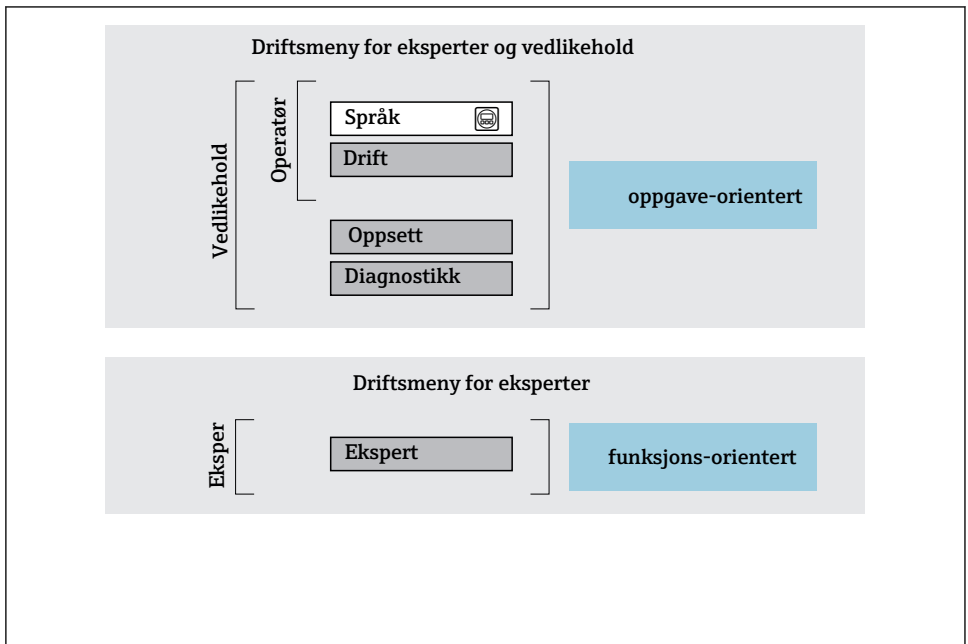 Driftsmeny for eksperter og vedlikehold
Vedlikehold
Operatør
Språk
Drift
Oppsett
Diagnostikk
oppgave-orientert
Driftsmeny for eksperter
Eksper
Ekspert
funksjons-orientert